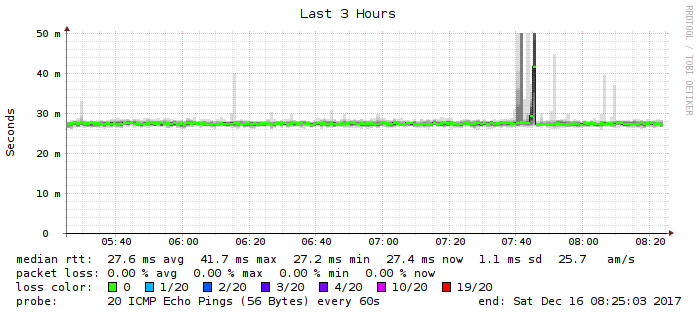 Last 3 Hours
RRDTOOL / TOBI OETIKER
Seconds
50 m
40 m
30 m
20 m
10 m
0
05:40 06:00 06:20 06:40 07:00 07:20 07:40 08:00 08:20
median rtt: 27.6 ms avg 41.7 ms max 27.2 ms min 27.4 ms now 1.1 ms sd 25.7 am/s
packet loss: 0.00 % avg 0.00 % max 0.00 % min 0.00 % now
loss color: 0 1/20 2/20 3/20 4/20 10/20 19/20
probe: 20 ICMP Echo Pings (56 Bytes) every 60s end: Sat Dec 16 08:25:03 2017